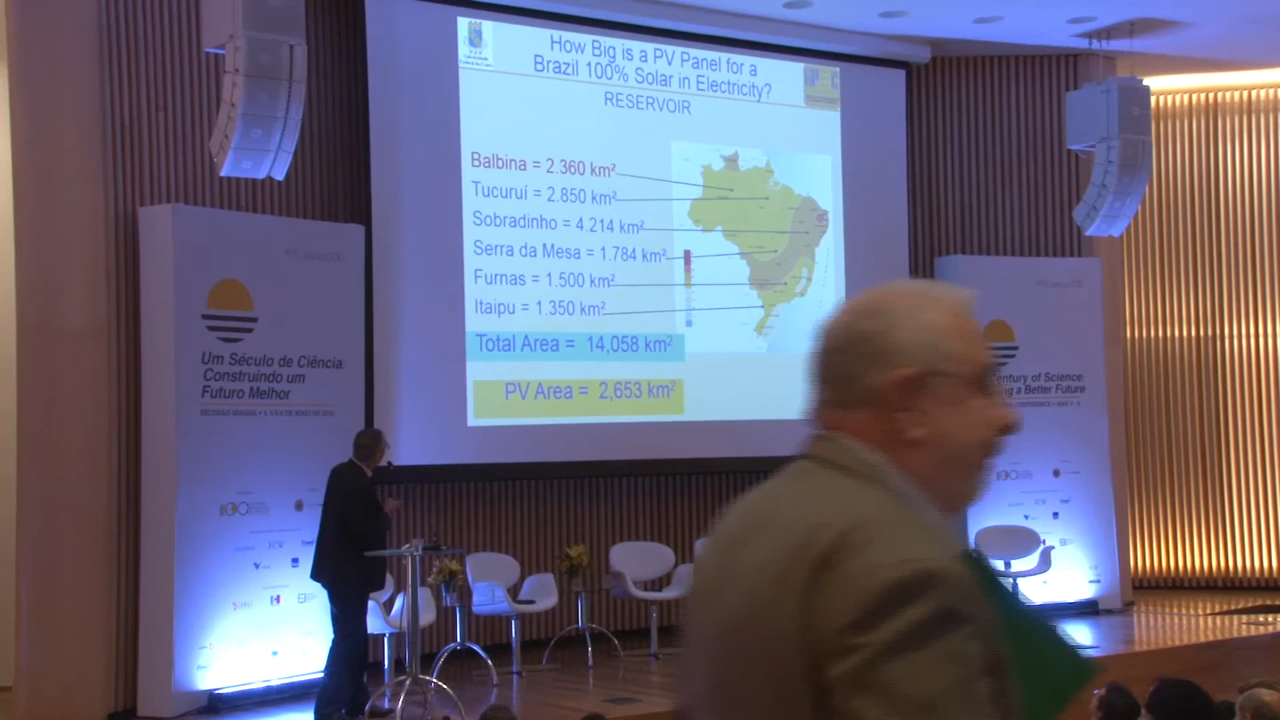 How Big is a PV Panel for a
Brazil 100% Solar in Electricity?
RESERVOIR
Balbina = 2.360 km²
Tucuruí = 2.850 km²
Sobradinho = 4.214 km²
Serra da Mesa = 1.784 km²
Furnas = 1.500 km²
Itaipu = 1.350 km²
Total Area = 14,058 km²
PV Area = 2,653 km²
Um Século de Ciência:
Construindo um
Futuro Melhor
Century of Science:
a Better Future